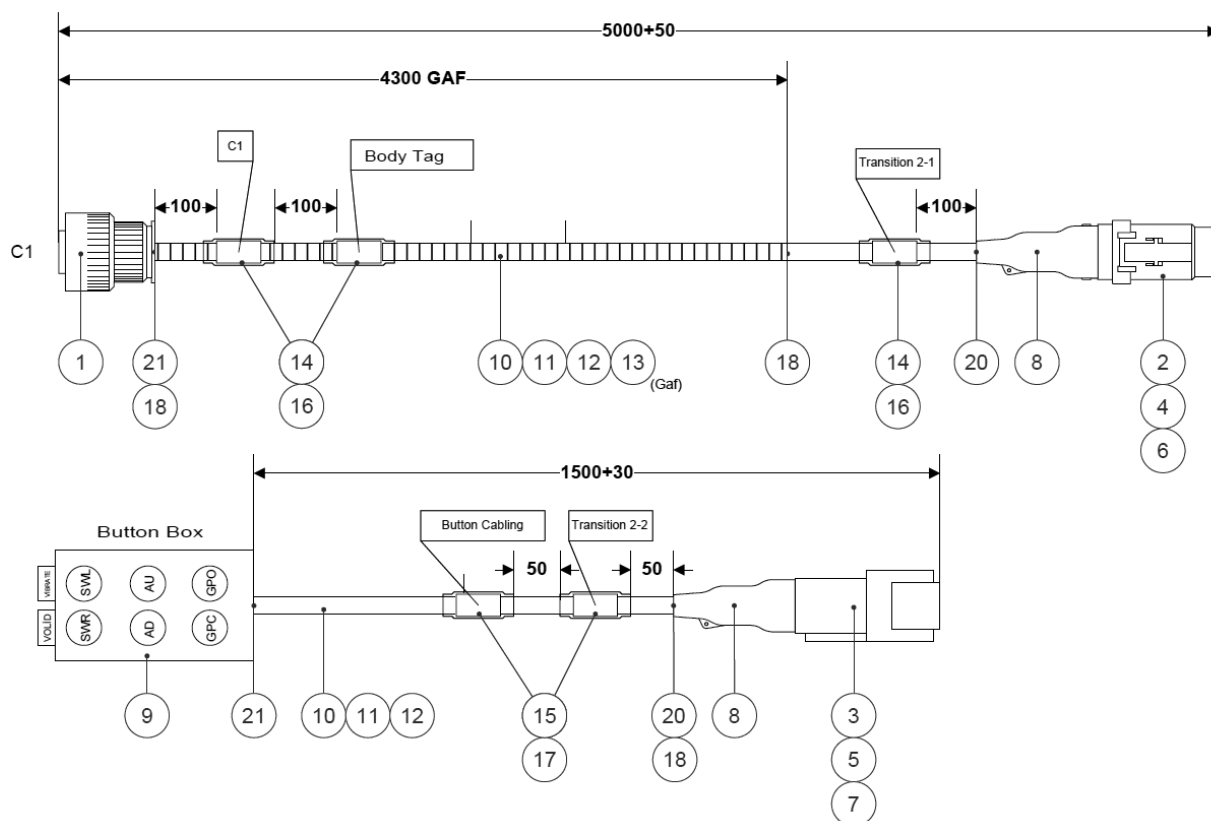 5000+50
4300 GAF
C1
Body Tag
Transition 2-1
100
100
100
C1
1
21
14
10
11
12
13
(Gaf)
18
14
20
8
2
18
16
16
4
6
1500+30
Button Box
Button Cabling
Transition 2-2
50
50
VIBRATE
SWL
AU
GPO
VOLİD
SWR
AD
GPC
9
21
10
11
12
15
20
8
3
17
18
5
7